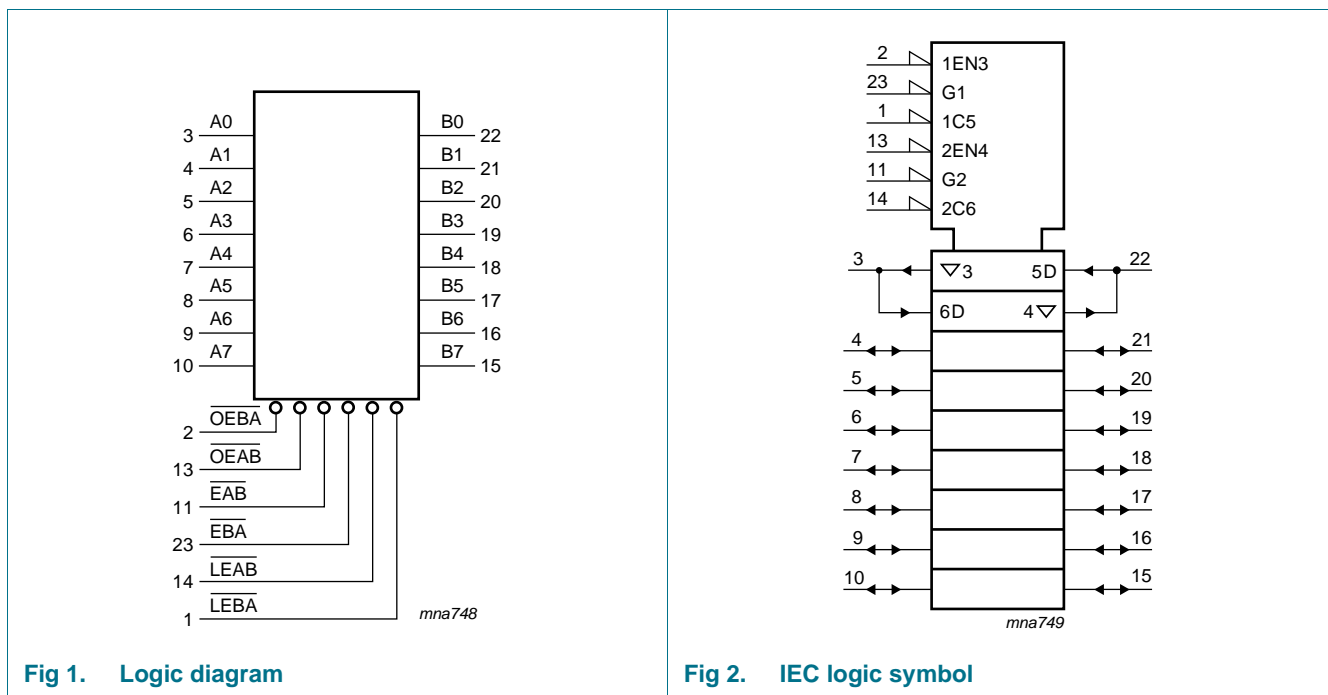 A0
3
A1
4
A2
5
A3
6
A4
7
A5
8
A6
9
A7
10
B0
22
B1
21
B2
20
B3
19
B4
18
B5
17
B6
16
B7
15
OEBA
2
OEAB
13
EAB
11
EBA
23
LEAB
14
LEBA
1
mna748
Fig 1. Logic diagram
2 1EN3
23 G1
1 1C5
13 2EN4
11 G2
14 2C6
3 ▽3 5D 22
6D 4▽
4 21
5 20
6 19
7 18
8 17
9 16
10 15
mna749
Fig 2. IEC logic symbol